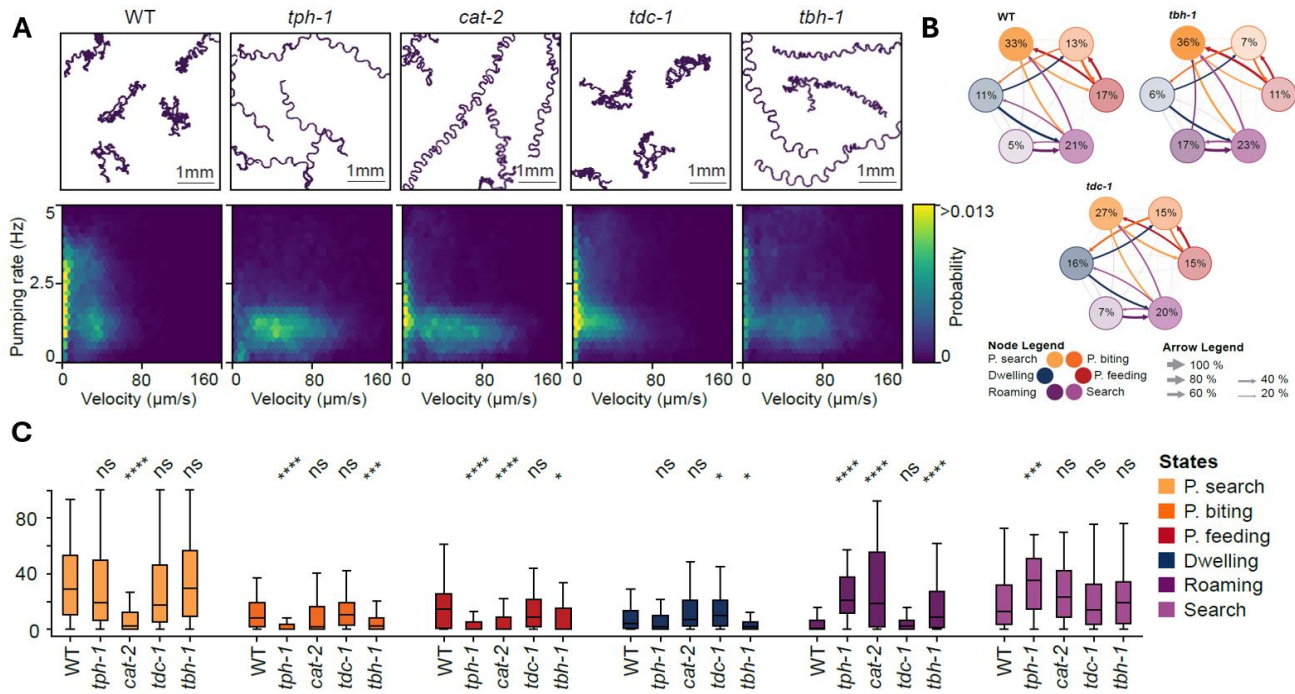 A
WT
tph-1
cat-2
tdc-1
tbh-1
1mm
1mm
1mm
1mm
1mm
Pumping rate (Hz)
5
2.5
0
0
80
160
0
80
160
0
80
160
0
80
160
0
80
160
Velocity (µm/s)
Velocity (µm/s)
Velocity (µm/s)
Velocity (µm/s)
Velocity (µm/s)
>0.013
Probability
0
B
WT
33%
13%
11%
17%
5%
21%
tbh-1
36%
7%
6%
11%
17%
23%
tdc-1
27%
15%
16%
15%
7%
20%
Node Legend
P. search
P. biting
Dwelling
P. feeding
Roaming
Search
Arrow Legend
100 %
80 %
60 %
40 %
20 %
C
80
40
0
ns
****
ns
ns
****
ns
ns
***
****
****
ns
*
ns
ns
*
*
****
****
ns
****
***
ns
ns
ns
WT
tph-1
cat-2
tdc-1
tbh-1
WT
tph-1
cat-2
tdc-1
tbh-1
WT
tph-1
cat-2
tdc-1
tbh-1
WT
tph-1
cat-2
tdc-1
tbh-1
WT
tph-1
cat-2
tdc-1
tbh-1
WT
tph-1
cat-2
tdc-1
tbh-1
States
P. search
P. biting
P. feeding
Dwelling
Roaming
Search